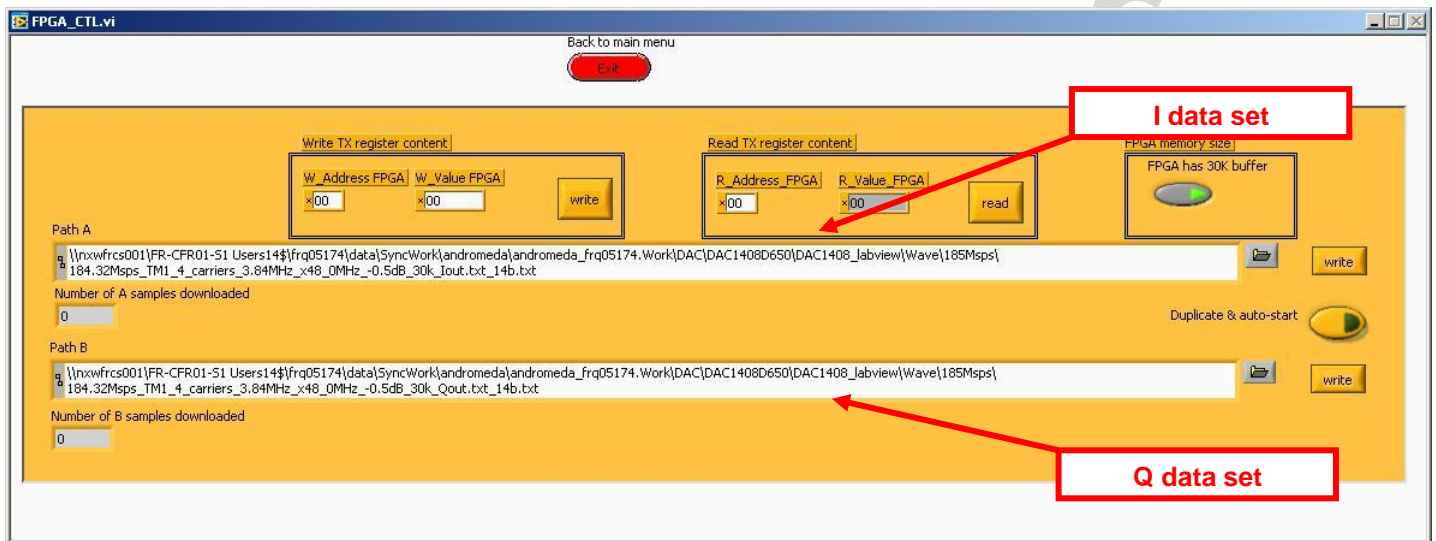 FPGA_CTL.vi
Back to main menu
Exit
I data set
Write TX register content
Read TX register content
FPGA memory size
W_Address FPGA W_Value FPGA
R_Address_FPGA R_Value_FPGA
FPGA has 30K buffer
×00 ×00 write
×00 ×00 read
Path A
\\nxwfrcs001\FR-CFR01-S1 Users14$\frq05174\data\SyncWork\andromeda\andromeda_frq05174.Work\DAC\DAC1408D650\DAC1408_labview\Wave\185Msps\
184.32Msps_TM1_4_carriers_3.84MHz_x48_0MHz_-0.5dB_30k_Iout.txt_14b.txt
write
Number of A samples downloaded
0
Duplicate & auto-start
Path B
\\nxwfrcs001\FR-CFR01-S1 Users14$\frq05174\data\SyncWork\andromeda\andromeda_frq05174.Work\DAC\DAC1408D650\DAC1408_labview\Wave\185Msps\
184.32Msps_TM1_4_carriers_3.84MHz_x48_0MHz_-0.5dB_30k_Qout.txt_14b.txt
write
Number of B samples downloaded
0
Q data set